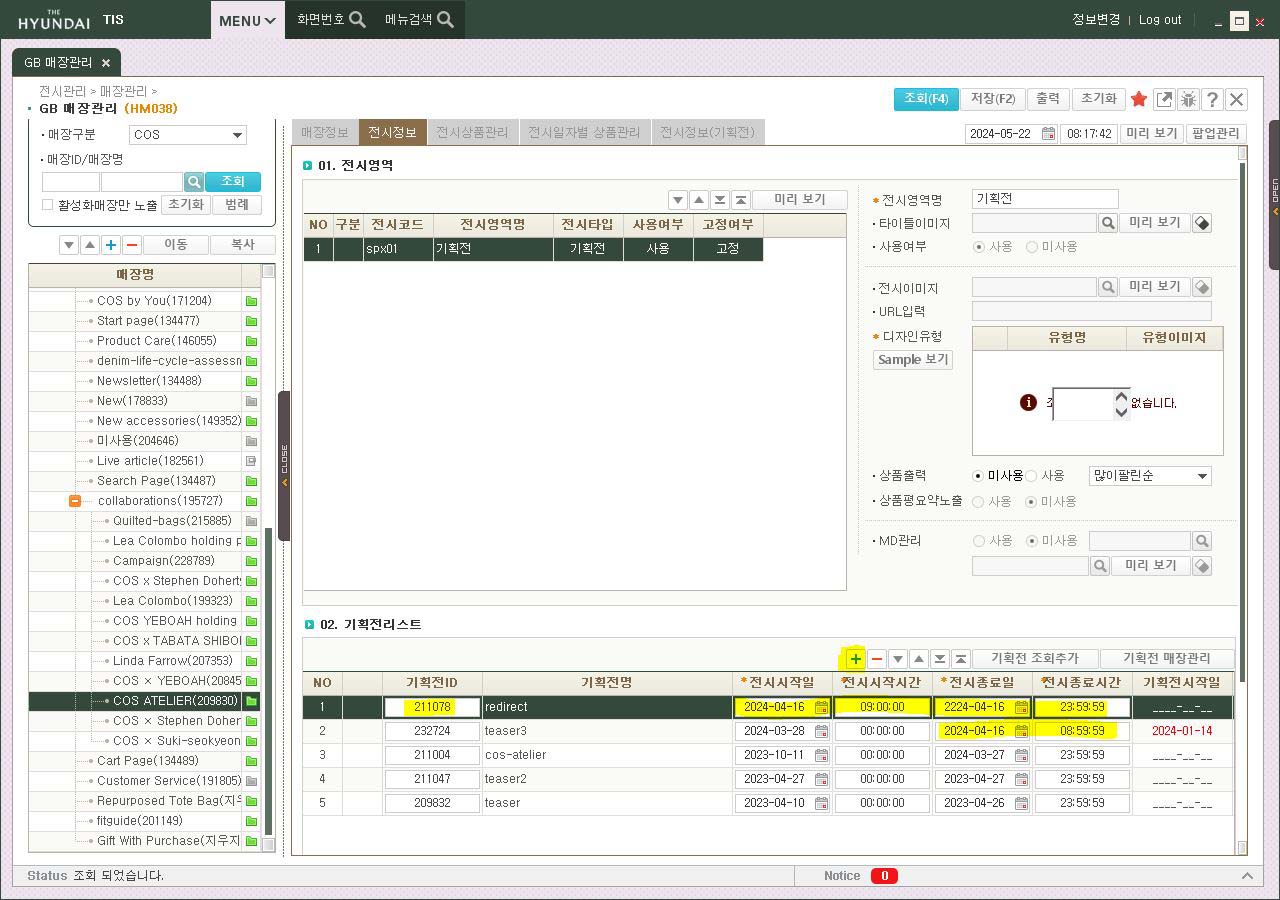 THE HYUNDAI TIS MENU 화면번호 메뉴검색 정보변경 | Log out
GB 매장관리
전시관리 > 매장관리 >
GB 매장관리 (HM038)
조회(F4) 저장(F2) 출력 초기화
매장구분 COS
매장ID/매장명
조회
활성화매장만 노출 초기화 범례
이동 복사
매장명
COS by You(171204)
Start page(134477)
Product Care(146055)
denim-life-cycle-assessn
Newsletter(134488)
New(178833)
New accessories(149352)
미사용(204646)
Live article(182561)
Search Page(134487)
collaborations(195727)
Quilted-bags(215885)
Lea Colombo holding p
Campaign(228789)
COS x Stephen Doherty
Lea Colombo(199323)
COS YEBOAH holding
COS x TABATA SHIBOI
Linda Farrow(207353)
COS × YEBOAH(20845
COS ATELIER(209830)
COS × Stephen Doher
COS × Suki-seokyeon
Cart Page(134489)
Customer Service(191805)
Repurposed Tote Bag(지우
fitguide(201149)
Gift With Purchase(지우지
CLOSE
매장정보 전시정보 전시상품관리 전시일자별 상품관리 전시정보(기획전)
2024-05-22 08:17:42 미리 보기 팝업관리
01. 전시영역
미리 보기
NO 구분 전시코드 전시영역명 전시타입 사용여부 고정여부
1 spx01 기획전 기획전 사용 고정
전시영역명 기획전
타이틀이미지 미리 보기
사용여부 사용 미사용
전시이미지 미리 보기
URL입력
디자인유형 유형명 유형이미지
Sample 보기
없습니다.
상품출력 미사용 사용 많이팔린순
상품평요약노출 사용 미사용
MD관리 사용 미사용
미리 보기
OPEN
02. 기획전리스트
기획전 조회추가 기획전 매장관리
NO 기획전ID 기획전명 *전시시작일 *전시시작시간 *전시종료일 *전시종료시간 기획전시작일
1 211078 redirect 2024-04-16 09:00:00 2224-04-16 23:59:59 ____-__-__
2 232724 teaser3 2024-03-28 00:00:00 2024-04-16 08:59:59 2024-01-14
3 211004 cos-atelier 2023-10-11 00:00:00 2024-03-27 23:59:59 ____-__-__
4 211047 teaser2 2023-04-27 00:00:00 2023-04-27 23:59:59 ____-__-__
5 209832 teaser 2023-04-10 00:00:00 2023-04-26 23:59:59 ____-__-__
Status 조회 되었습니다. Notice 0